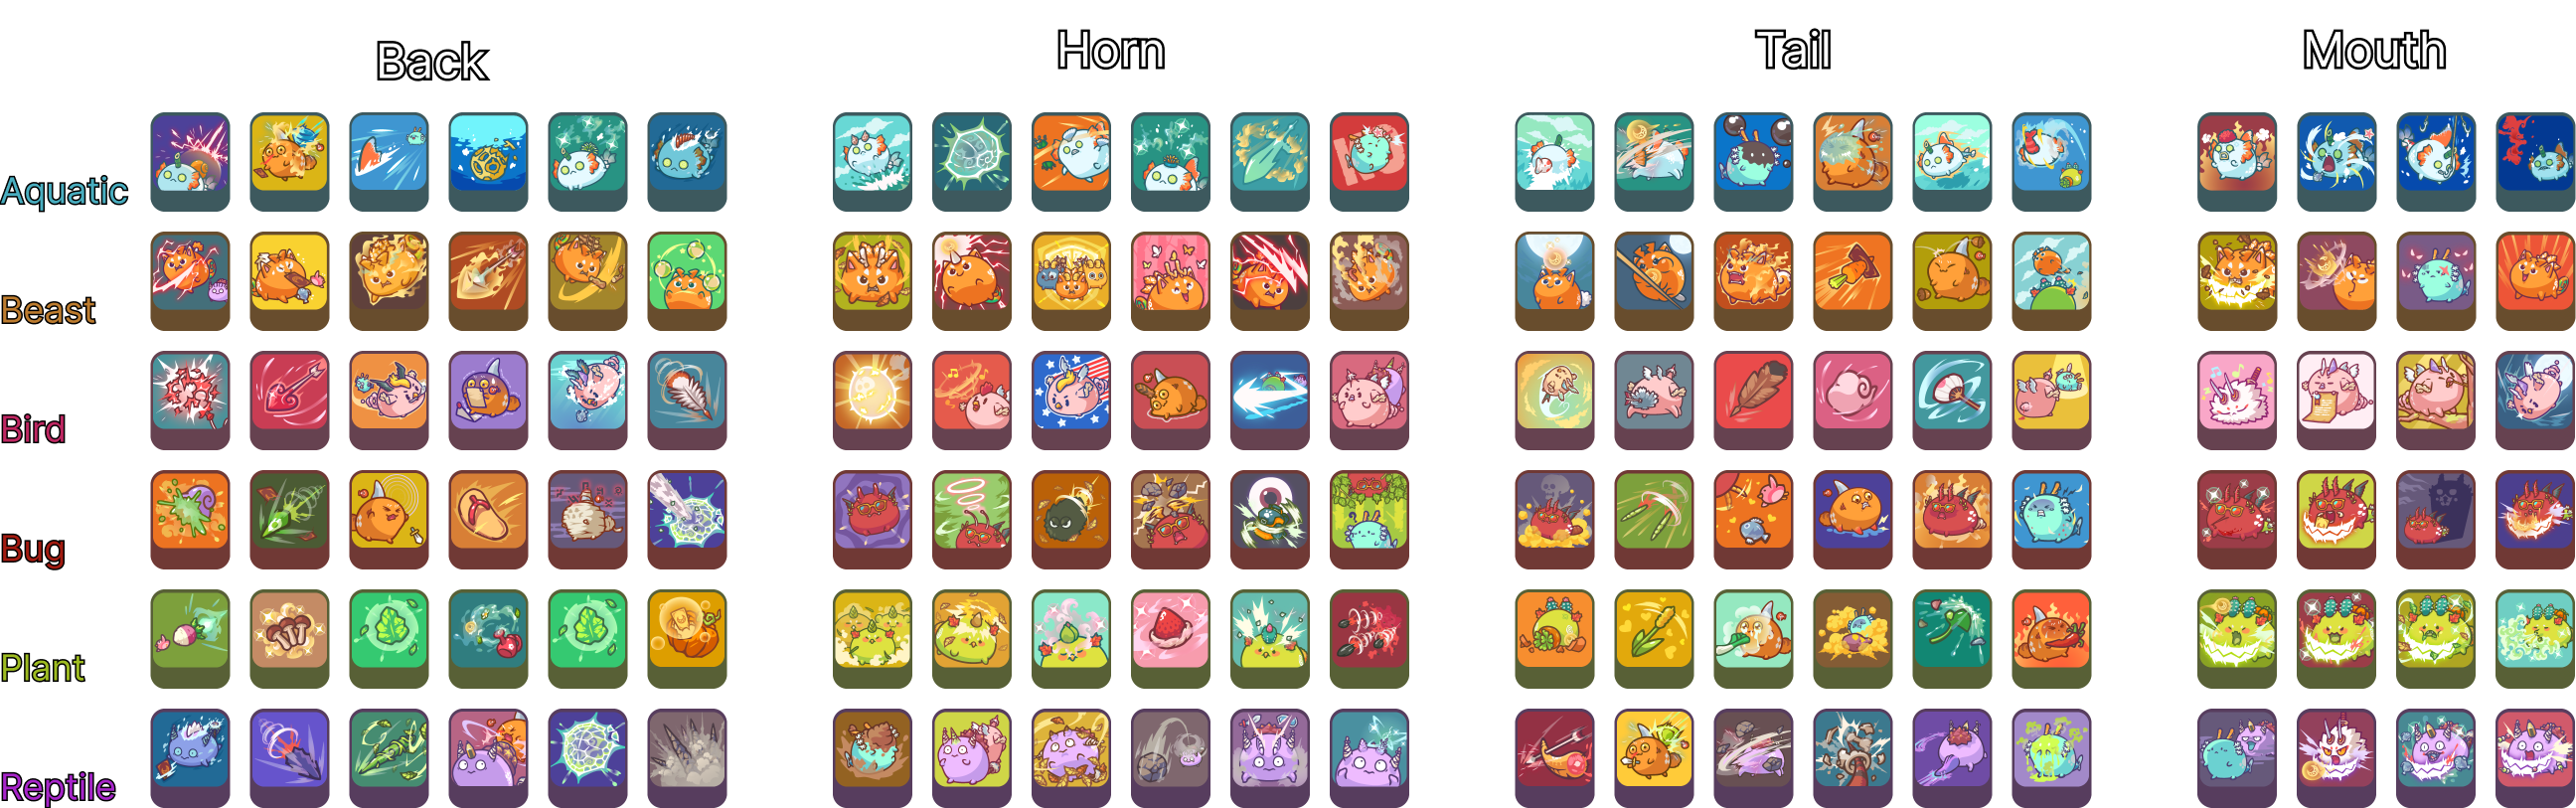 Back
Horn
Tail
Mouth
Aquatic
Beast
Bird
Bug
Plant
Reptile